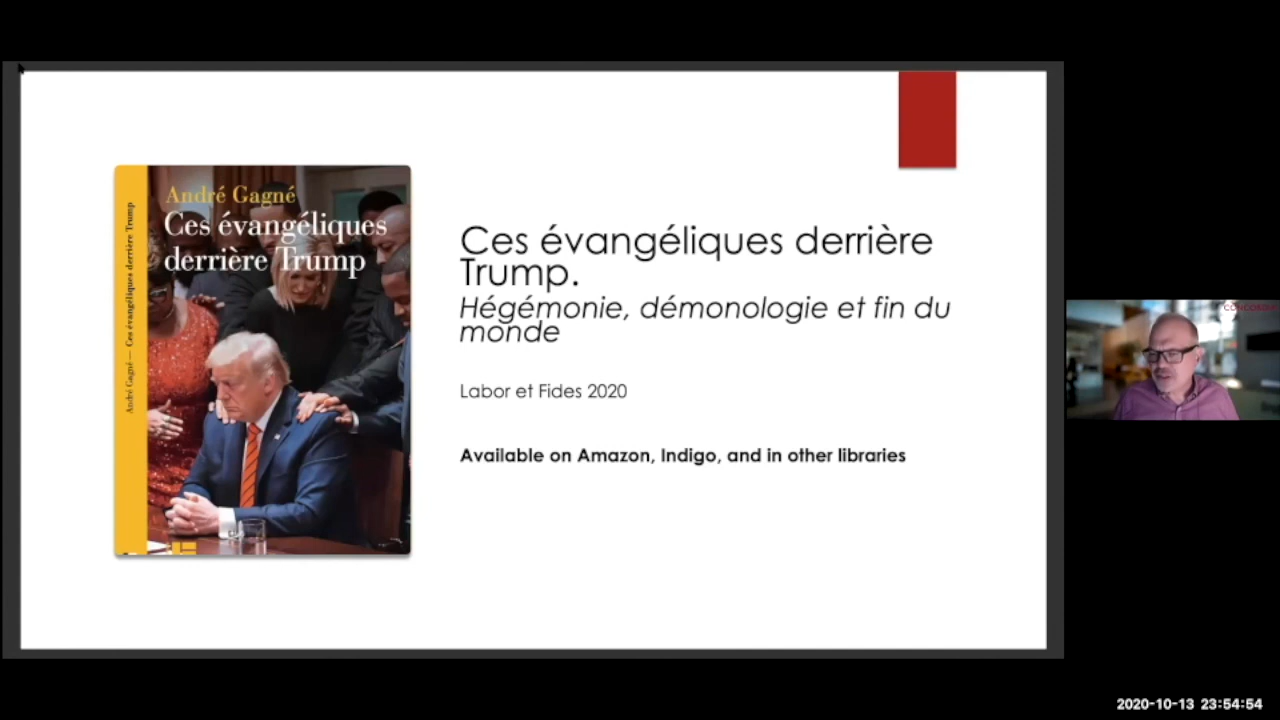 André Gagné
Ces évangéliques
derrière Trump
André Gagné — Ces évangéliques derrière Trump
Ces évangéliques derrière
Trump.
Hégémonie, démonologie et fin du
monde
Labor et Fides 2020
Available on Amazon, Indigo, and in other libraries
2020-10-13 23:54:54